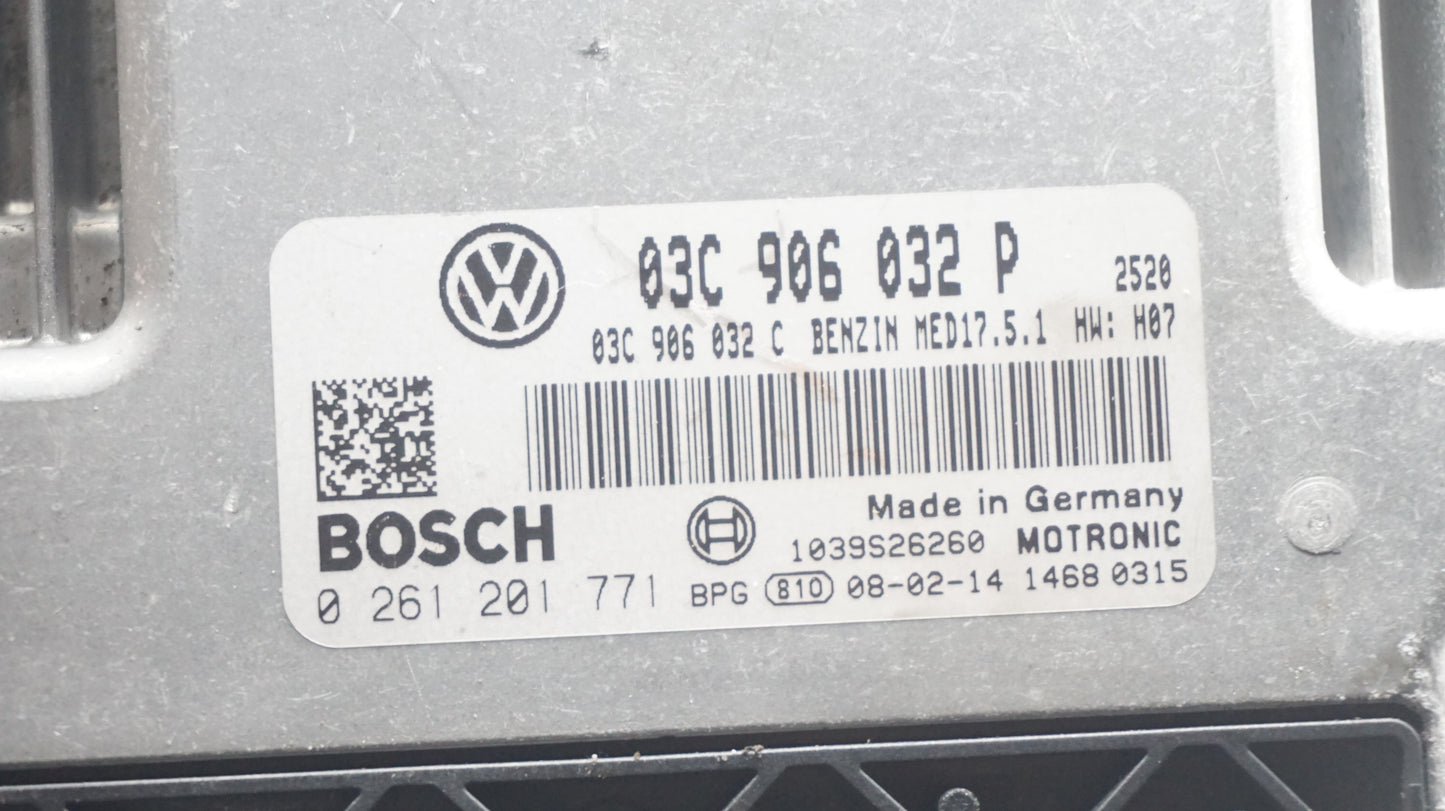 03C 906 032 P 2520
03C 906 032 C BENZIN MED17.5.1 HW: H07
BOSCH
Made in Germany
1039S26260 MOTRONIC
0 261 201 771 BPG 810 08-02-14 1468 0315